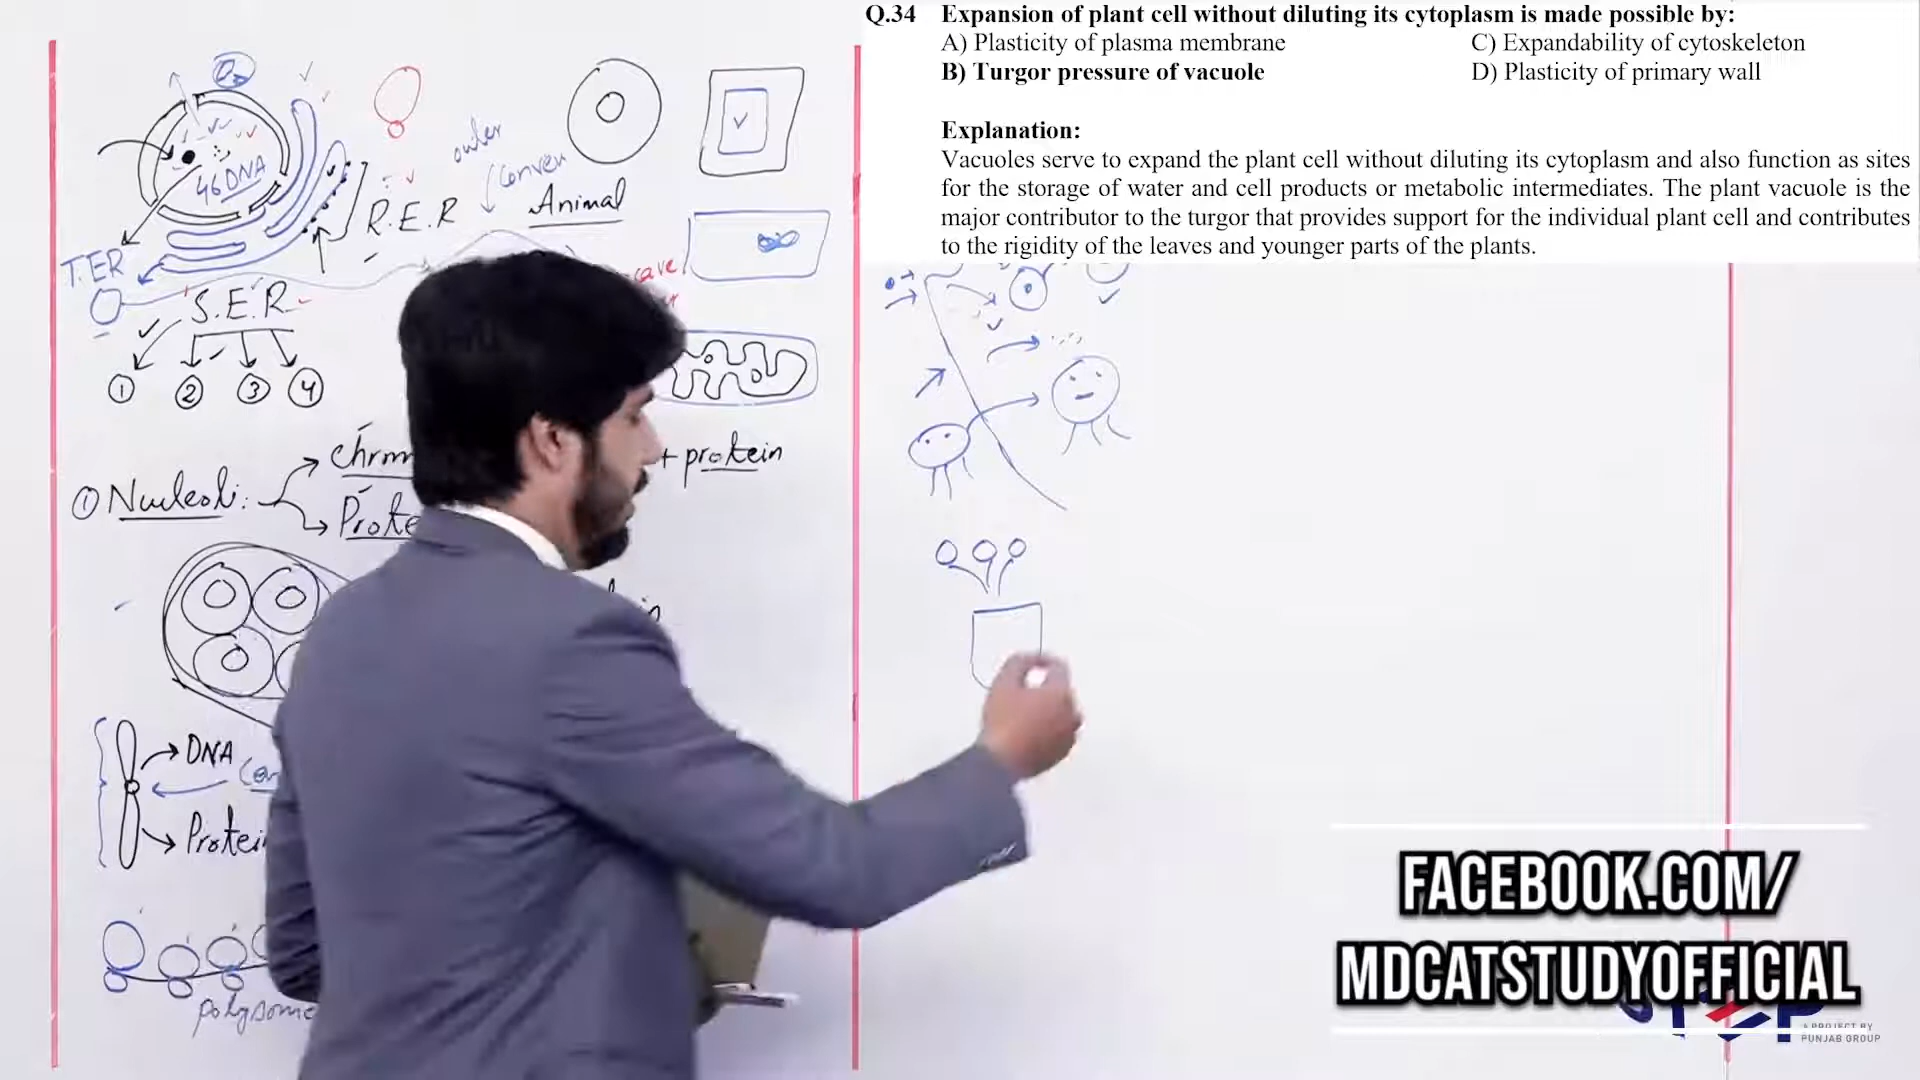 Q.34 Expansion of plant cell without diluting its cytoplasm is made possible by:
A) Plasticity of plasma membrane
C) Expandability of cytoskeleton
B) Turgor pressure of vacuole
D) Plasticity of primary wall
Explanation:
Vacuoles serve to expand the plant cell without diluting its cytoplasm and also function as sites
for the storage of water and cell products or metabolic intermediates. The plant vacuole is the
major contributor to the turgor that provides support for the individual plant cell and contributes
to the rigidity of the leaves and younger parts of the plants.
46 DNA
outer
R.E.R
Animal
T.ER
S.E.R
1 2 3 4
① Nucleoli:
+ protein
DNA
Protein
polysome
FACEBOOK.COM/
MDCATSTUDYOFFICIAL
A PROJECT BY
PUNJAB GROUP